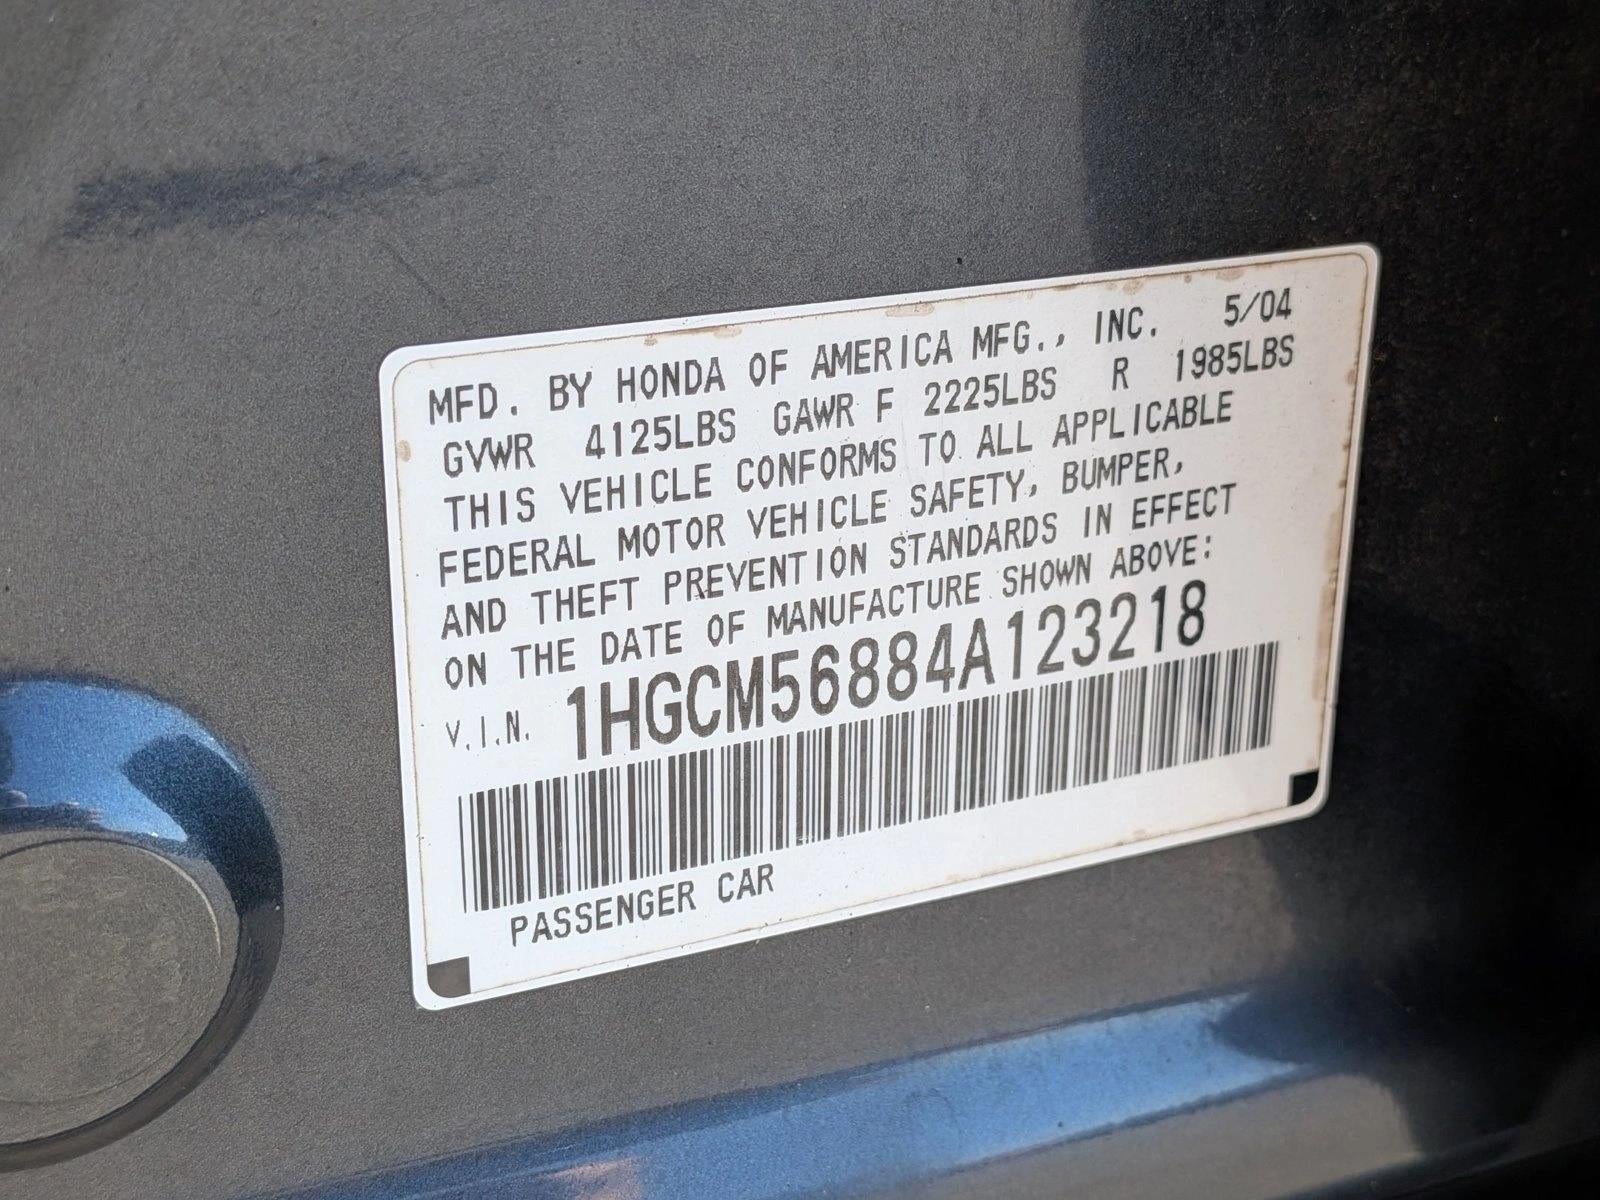 MFD. BY HONDA OF AMERICA MFG., INC. 5/04
GVWR 4125LBS GAWR F 2225LBS R 1985LBS
THIS VEHICLE CONFORMS TO ALL APPLICABLE
FEDERAL MOTOR VEHICLE SAFETY, BUMPER,
AND THEFT PREVENTION STANDARDS IN EFFECT
ON THE DATE OF MANUFACTURE SHOWN ABOVE:
V.I.N. 1HGCM56884A123218
PASSENGER CAR